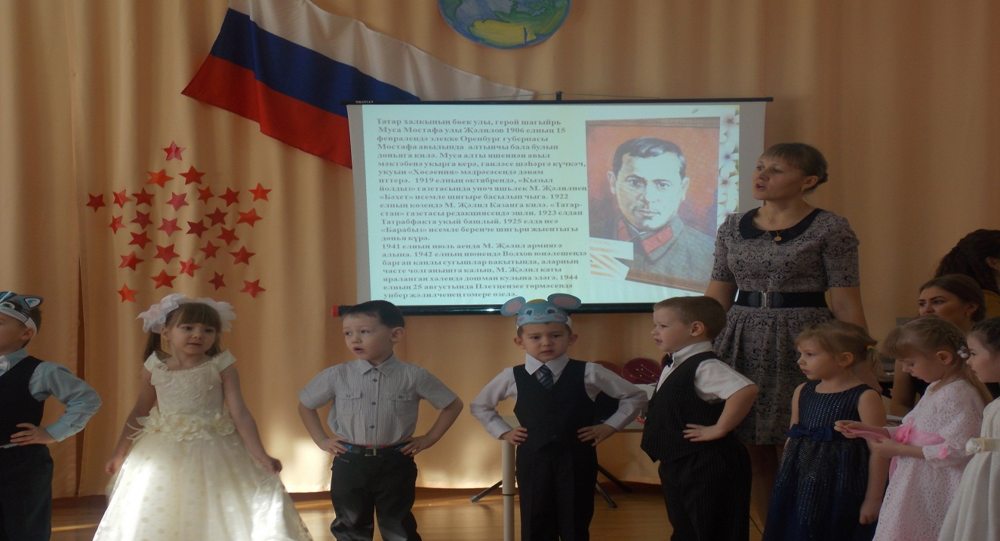 Татар халкының бөек улы, герой шагыйрь
Муса Мостафа улы Җәлилов 1906 елның 15
февралендә элекке Оренбург губернасы
Мостафа авылында алтынчы бала булып
дөньяга килә. Муса алты яшеннән авыл
мәктәбенә укырга керә, гаиләсе шәһәргә күчкәч,
укуын «Хөсәения» мәдрәсәсендә дәвам
иттерә. 1919 елның октябрендә, «Кызыл
йолдыз» газетасында унөч яшьлек М. Җәлилнең
«Бәхет» исемле шигыре басылып чыга. 1922
елның көзендә М. Җәлил Казанга килә. «Татар-
стан» газетасы редакциясендә эшли. 1923 елдан
Татрабфакта укый башлый. 1925 елда исә
«Барабыз» исемле беренче шигъри җыентыгы
дөнья күрә.
1941 елның июль аенда М. Җәлил армиягә
алына. 1942 елның июнендә Волхов юнәлешендә
барган канлы сугышлар вакытында, аларның
часте чолганышта калып, М. Җәлил каты
яраланган хәлендә дошман кулына эләгә. 1944
елның 25 августында Плетцензее төрмәсендә
унбер җәлилченең гомере өзелә.